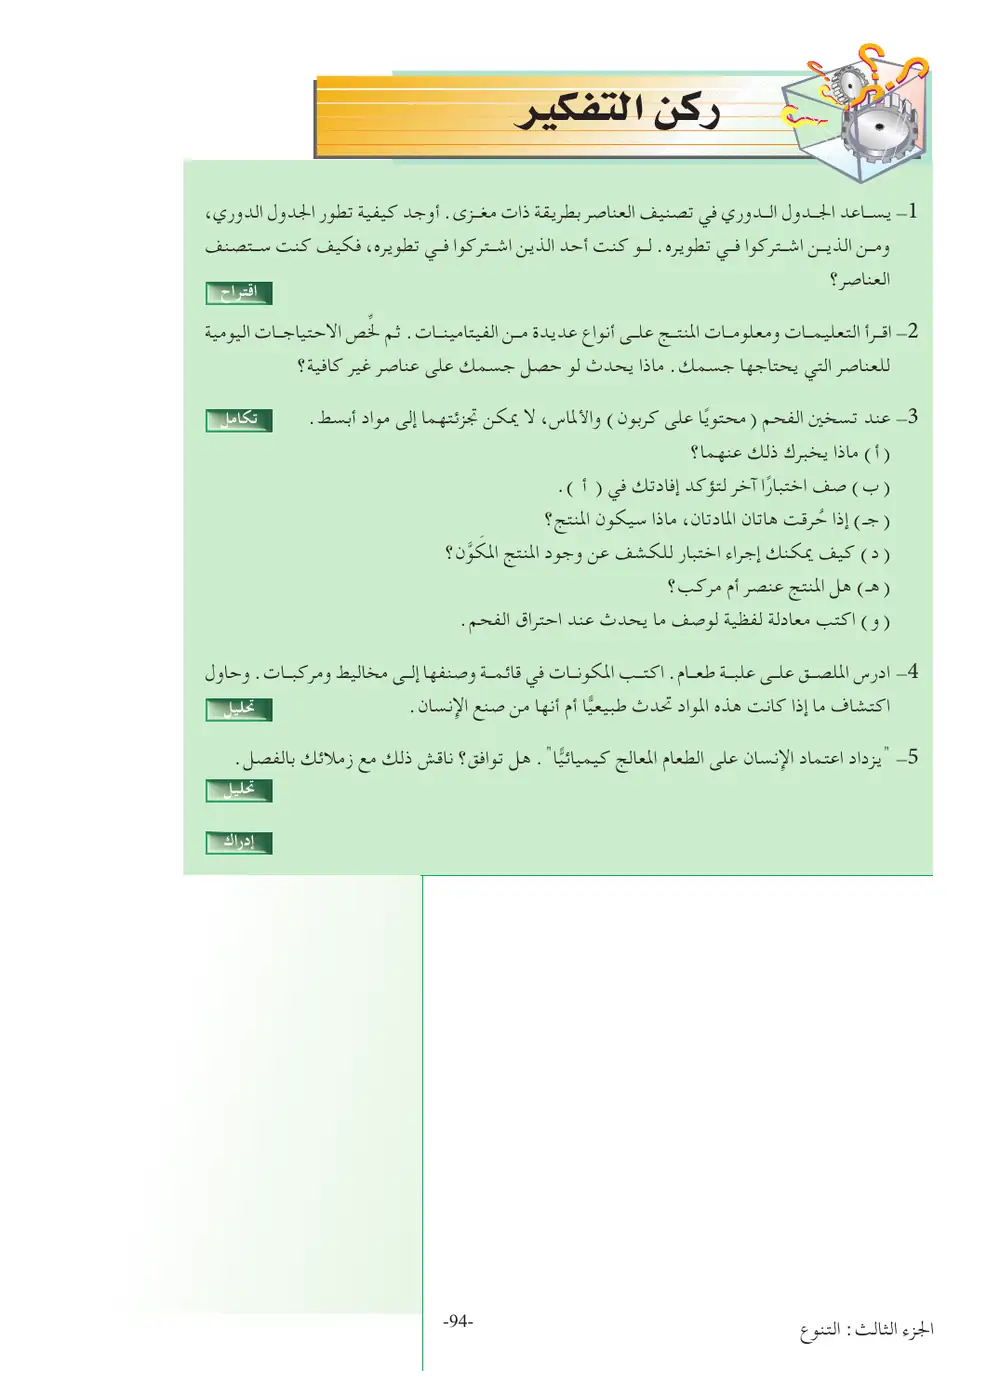 ركن التفكير
1- يساعد الجدول الدوري في تصنيف العناصر بطريقة ذات مغزى. أوجد كيفية تطور الجدول الدوري،
ومن الذين اشتركوا في تطويره. لو كنت أحد الذين اشتركوا في تطويره، فكيف كنت ستصنف
العناصر؟
اقتراح
2- اقرأ التعليمات ومعلومات المنتج على أنواع عديدة من الفيتامينات. ثم لخِّص الاحتياجات اليومية
للعناصر التي يحتاجها جسمك. ماذا يحدث لو حصل جسمك على عناصر غير كافية؟
3- عند تسخين الفحم (محتويًا على كربون) والألماس، لا يمكن تجزئتهما إلى مواد أبسط.
تكامل
(أ) ماذا يخبرك ذلك عنهما؟
(ب) صف اختبارًا آخر لتؤكد إفادتك في ( أ ).
(جـ) إذا حُرقت هاتان المادتان، ماذا سيكون المنتج؟
(د) كيف يمكنك إجراء اختبار للكشف عن وجود المنتج المكَوَّن؟
(هـ) هل المنتج عنصر أم مركب؟
(و) اكتب معادلة لفظية لوصف ما يحدث عند احتراق الفحم.
4- ادرس الملصق على علبة طعام. اكتب المكونات في قائمة وصنفها إلى مخاليط ومركبات. وحاول
اكتشاف ما إذا كانت هذه المواد تحدث طبيعيًّا أم أنها من صنع الإنسان.
تحليل
5- "يزداد اعتماد الإنسان على الطعام المعالج كيميائيًّا". هل توافق؟ ناقش ذلك مع زملائك بالفصل.
تحليل
إدراك
الجزء الثالث: التنوع
-94-